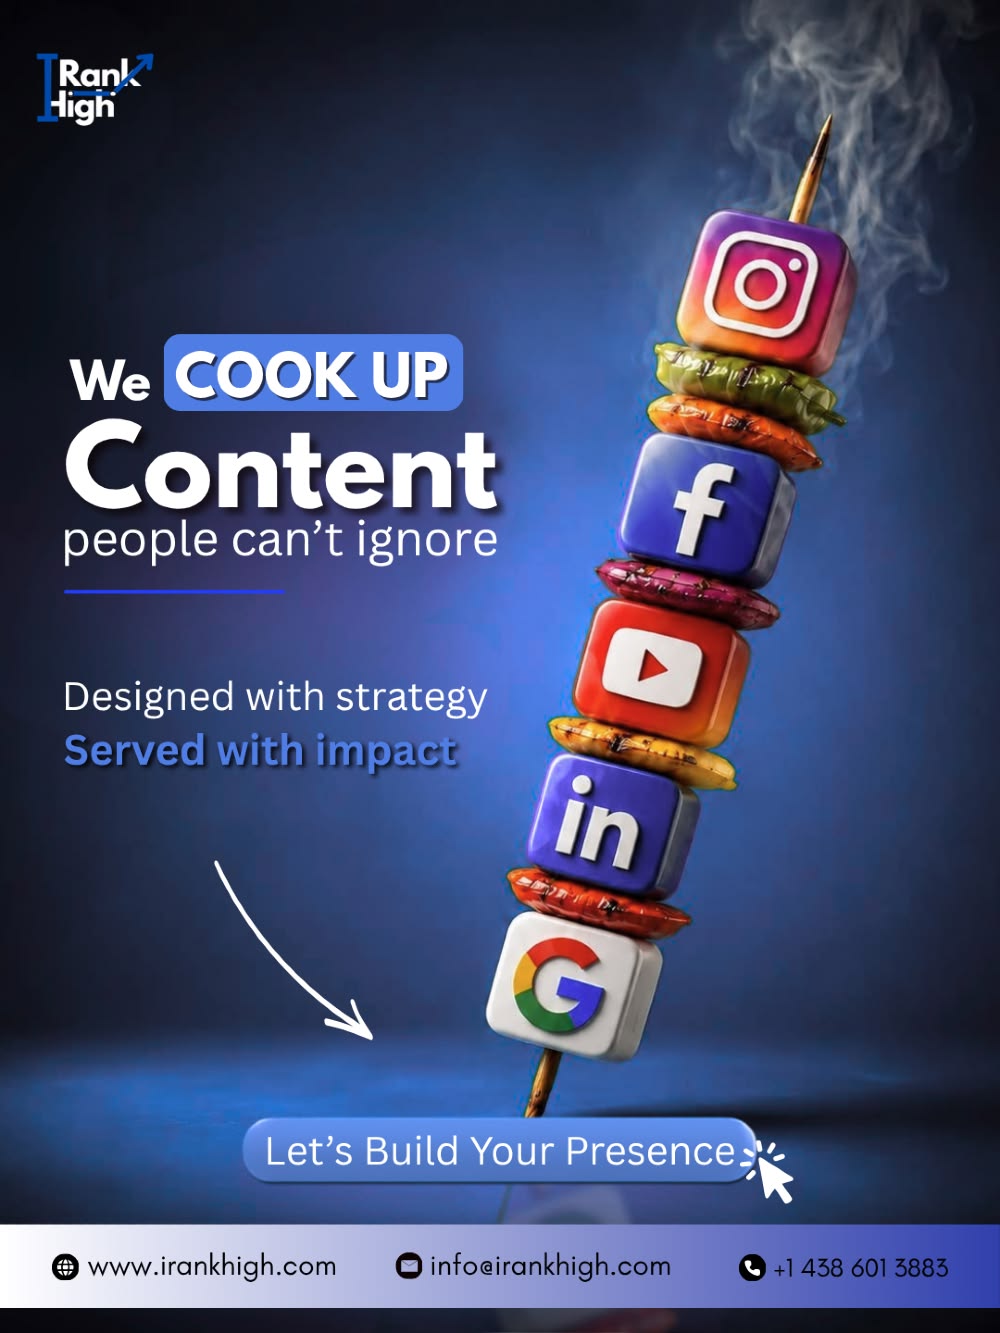 Rank
High
We COOK UP
Content
people can't ignore
Designed with strategy
Served with impact
f
in
G
Let's Build Your Presence
www.irankhigh.com
info@irankhigh.com
+1 438 601 3883